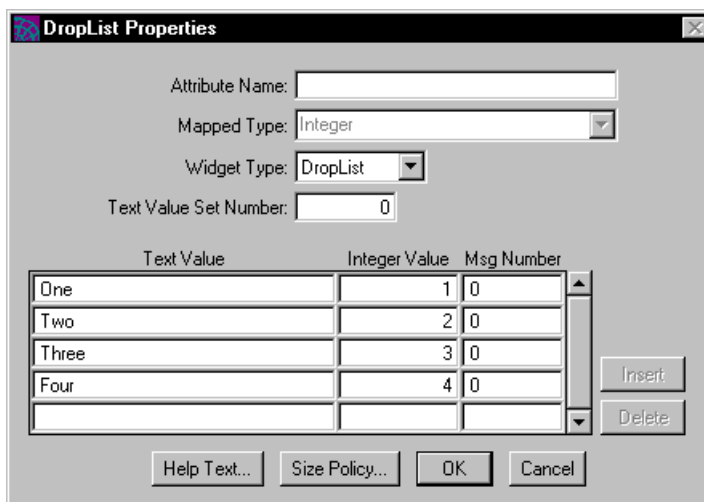 DropList Properties
Attribute Name:
Mapped Type: Integer
Widget Type: DropList
Text Value Set Number: 0
Text Value Integer Value Msg Number
One 1 0
Two 2 0
Three 3 0
Four 4 0
Insert
Delete
Help Text... Size Policy... OK Cancel